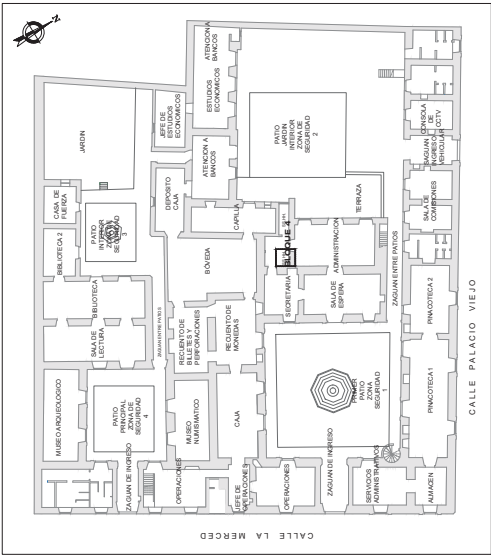 ATENCION A
BANCOS
ESTUDIOS
ECONOMICOS
JEFE DE
ESTUDIOS
ECONOMICOS
ATENCION A
BANCOS
JARDIN
PATIO
JARDIN
INTERIOR
ZONA DE
SEGURIDAD
2
CONSOLA
DE
CCTV
SAGUAN
INGRESO
VEHICULAR
SALA DE
COMISIONES
CASA DE
FUERZA
DEPOSITO
CAJA
CAPILLA
TERRAZA
BIBLIOTECA 2
PATIO
INTERIOR
SEGURIDAD
3
BOVEDA
BLOQUE 4
ADMINISTRACION
SECRETARIA
SALA DE
ESPERA
ZAGUAN ENTRE PATIOS
BIBLIOTECA
SALA DE
LECTURA
ZAGUAN ENTRE PATIOS
RECUENTO DE
BILLETES Y
PERFORACIONES
RECUENTO DE
MONEDAS
PINACOTECA 2
PINACOTECA 1
MUSEO ARQUEOLOGICO
PATIO
PRINCIPAL
ZONA DE
SEGURIDAD
4
MUSEO
NUMISMATICO
CAJA
PRIMER
PATIO
ZONA
SEGURIDAD
1
ZAGUAN DE INGRESO
OPERACIONES
JEFE DE
OPERACIONES
OPERACIONES
ZAGUAN DE INGRESO
SERVICIOS
ADMINISTRATIVOS
ALMACEN
CALLE PALACIO VIEJO
CALLE LA MERCED